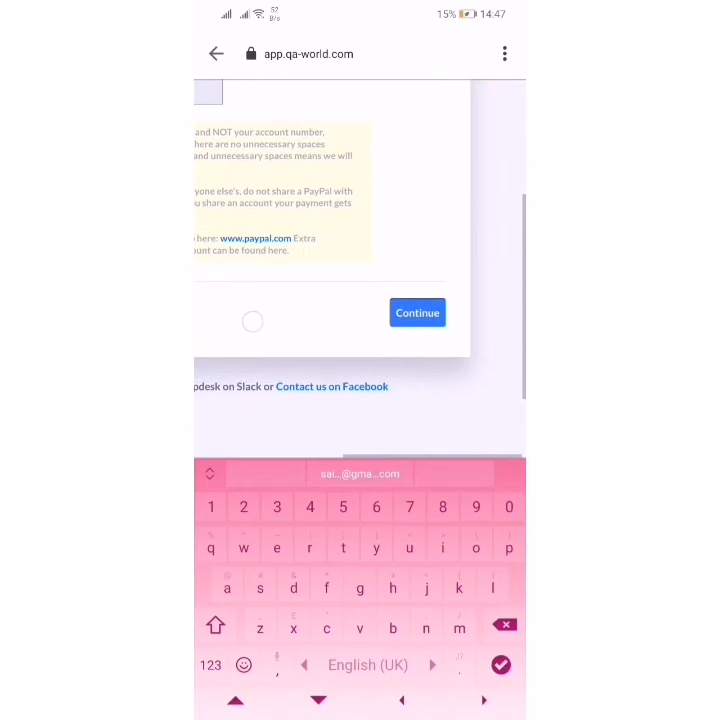 52
B/s
15% 14:47
app.qa-world.com
and NOT your account number,
here are no unnecessary spaces
and unnecessary spaces means we will
yone else's, do not share a PayPal with
u share an account your payment gets
here: www.paypal.com Extra
unt can be found here.
Continue
pdesk on Slack or Contact us on Facebook
sai...@gma...com
1 2 3 4 5 6 7 8 9 0
q w e r t y u i o p
a s d f g h j k l
z x c v b n m
123 , English (UK) .